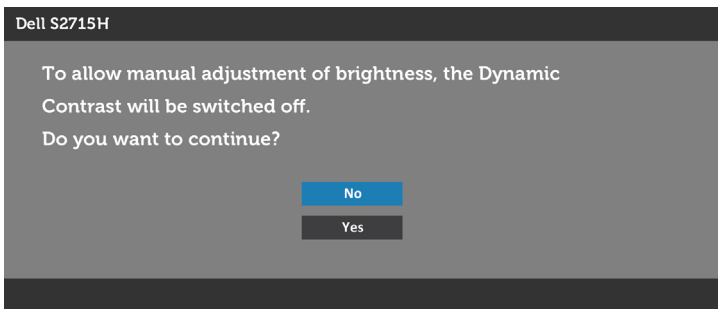 Dell S2715H
To allow manual adjustment of brightness, the Dynamic
Contrast will be switched off.
Do you want to continue?
No
Yes